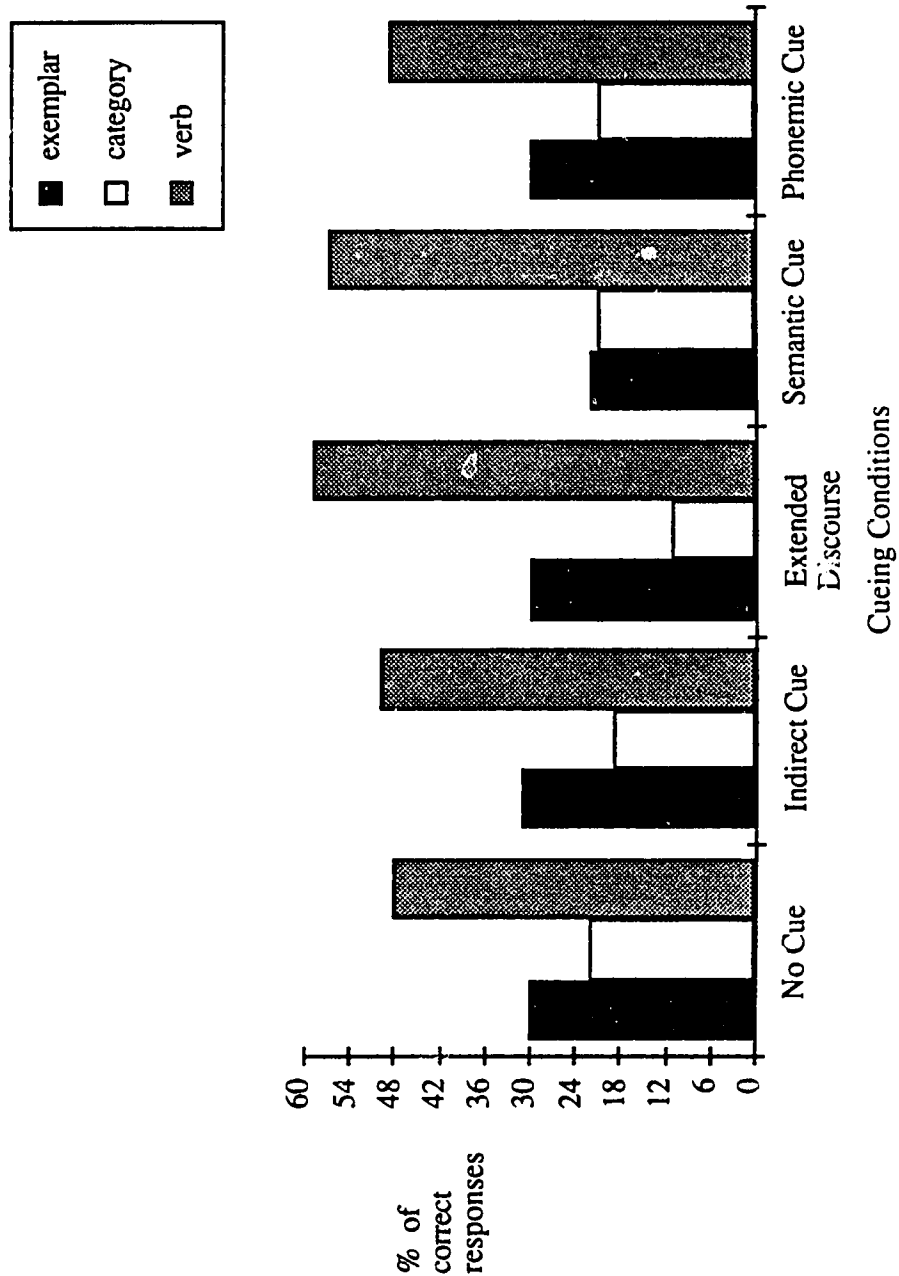 exemplar
category
verb
% of
correct
responses
60
54
48
42
36
30
24
18
12
6
0
No Cue
Indirect Cue
Extended
Discourse
Semantic Cue
Phonemic Cue
Cueing Conditions